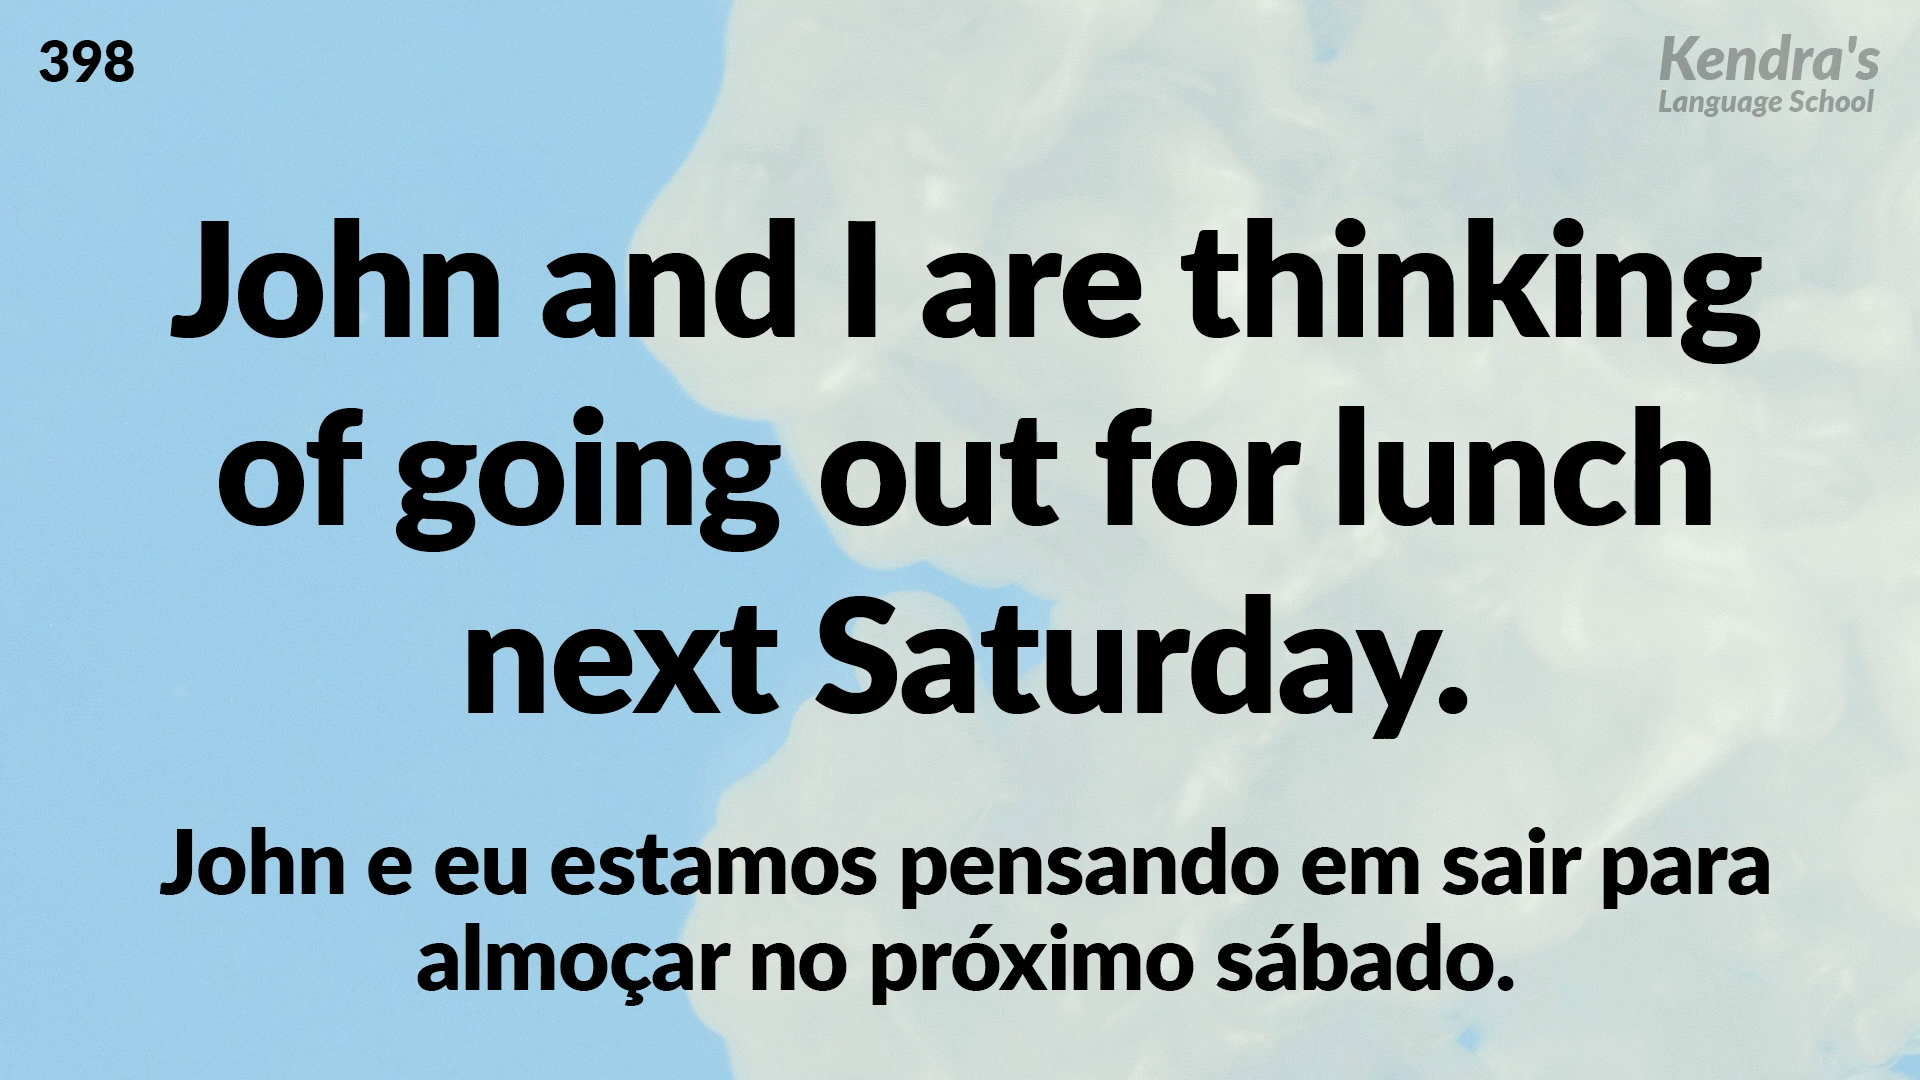 398
Kendra's
Language School
John and I are thinking
of going out for lunch
next Saturday.
John e eu estamos pensando em sair para
almoçar no próximo sábado.